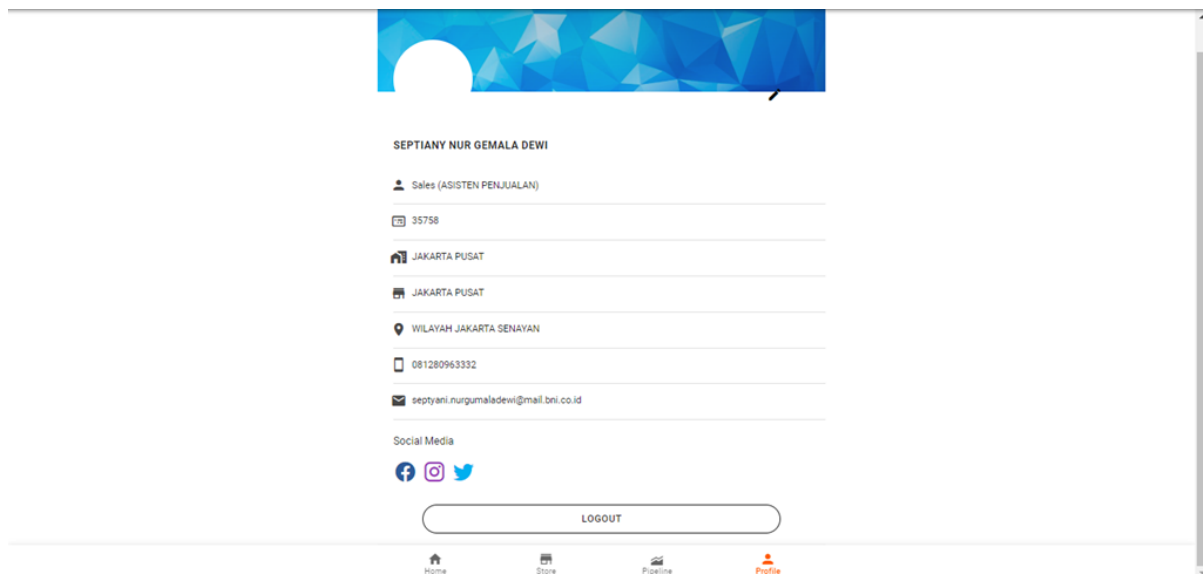 SEPTIANY NUR GEMALA DEWI
Sales (ASISTEN PENJUALAN)
35758
JAKARTA PUSAT
JAKARTA PUSAT
WILAYAH JAKARTA SENAYAN
081280963332
septyani.nurgumaladewi@mail.bni.co.id
Social Media
LOGOUT
Home Store Pipeline Profile